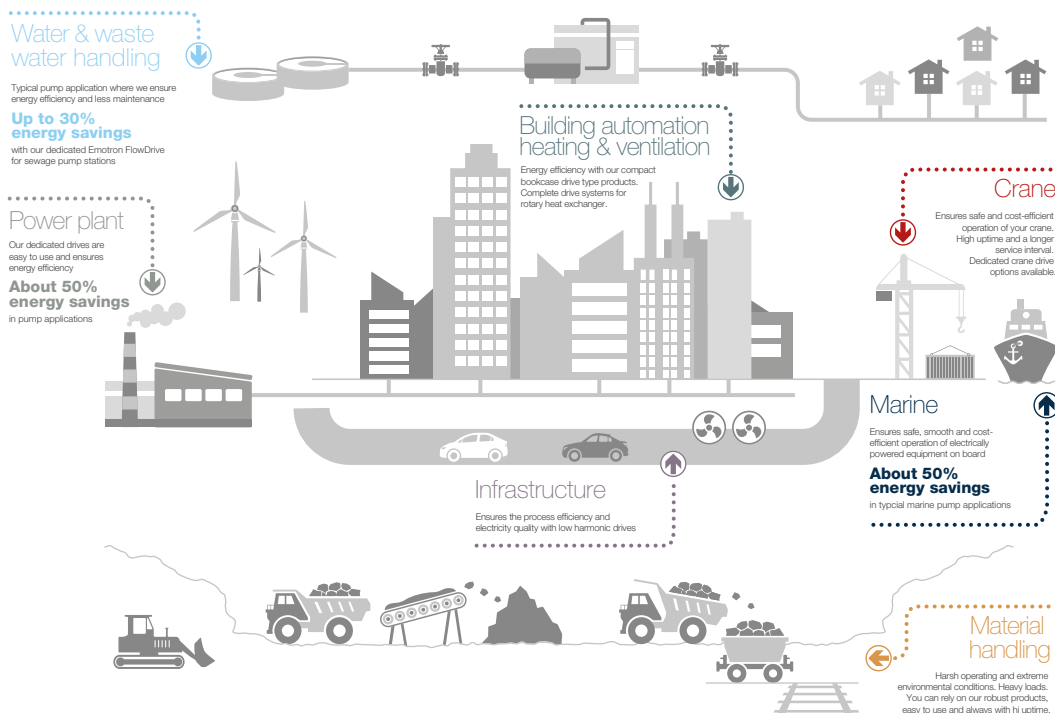 Water & waste
water handling
Typical pump application where we ensure
energy efficiency and less maintenance
Up to 30%
energy savings
with our dedicated Emotron FlowDrive
for sewage pump stations
Building automation
heating & ventilation
Energy efficiency with our compact
bookcase drive type products.
Complete drive systems for
rotary heat exchanger.
Power plant
Our dedicated drives are
easy to use and ensures
energy efficiency
About 50%
energy savings
in pump applications
Crane
Ensures safe and cost-efficient
operation of your crane.
High uptime and a longer
service interval.
Dedicated crane drive
options available.
Marine
Ensures safe, smooth and cost-
efficient operation of electrically
powered equipment on board
About 50%
energy savings
in typcial marine pump applications
Infrastructure
Ensures the process efficiency and
electricity quality with low harmonic drives
Material
handling
Harsh operating and extreme
environmental conditions. Heavy loads.
You can rely on our robust products,
easy to use and always with hi uptime.